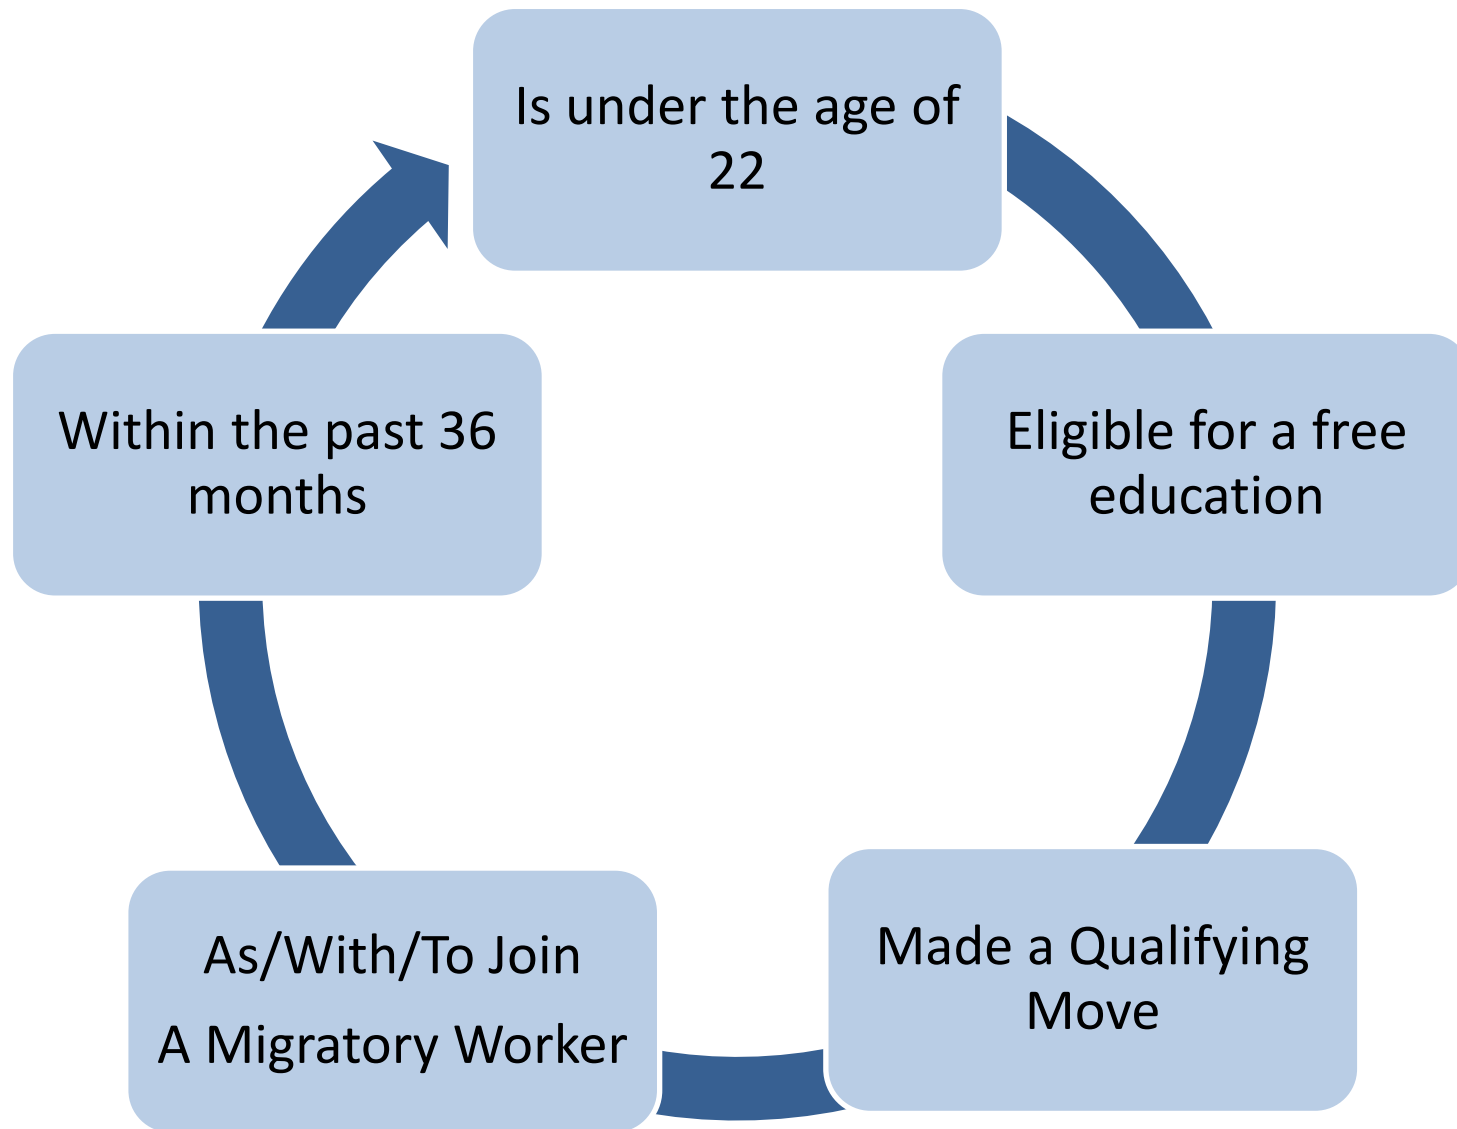 Is under the age of
22
Eligible for a free
education
Made a Qualifying
Move
As/With/To Join
A Migratory Worker
Within the past 36
months